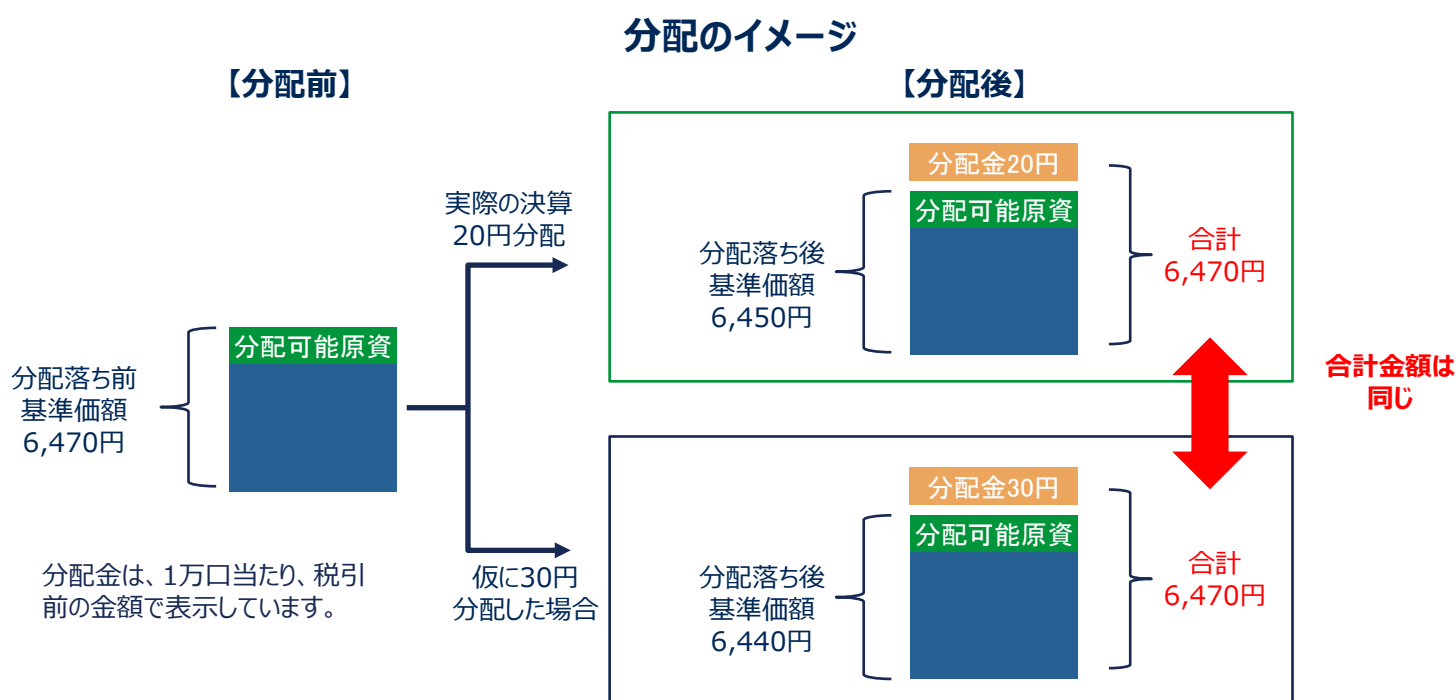 分配のイメージ
【分配前】
【分配後】
分配落ち前
基準価額
6,470円
分配可能原資
分配金は、1万口当たり、税引
前の金額で表示しています。
実際の決算
20円分配
仮に30円
分配した場合
分配落ち後
基準価額
6,450円
分配金20円
分配可能原資
合計
6,470円
分配落ち後
基準価額
6,440円
分配金30円
分配可能原資
合計
6,470円
合計金額は
同じ